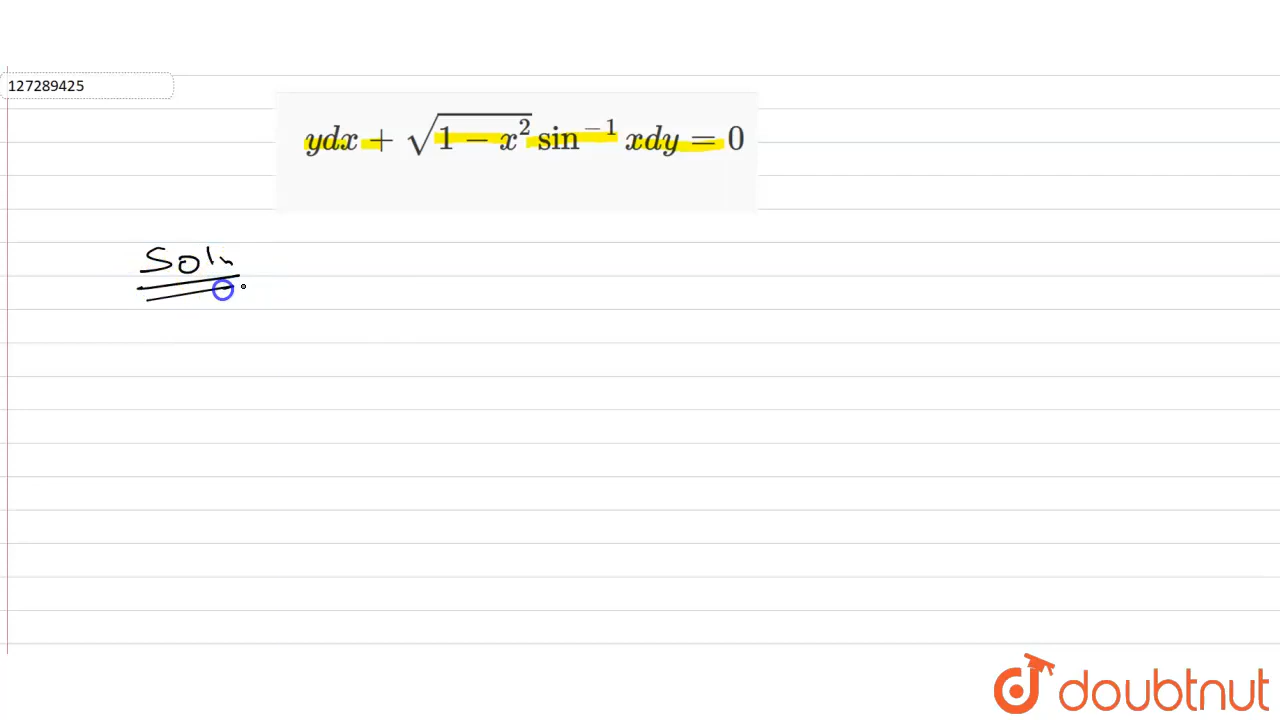 127289425
ydx + √(1 − x²) sin⁻¹ xdy = 0
Soln
doubtnut